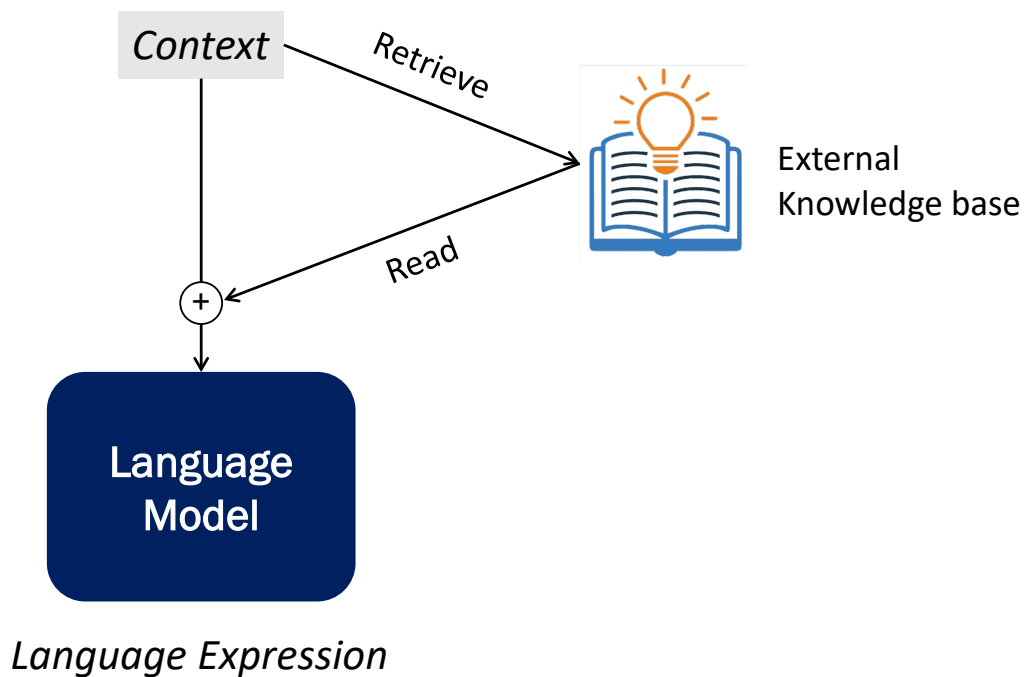 Context
Retrieve
External
Knowledge base
Read
+
Language
Model
Language Expression